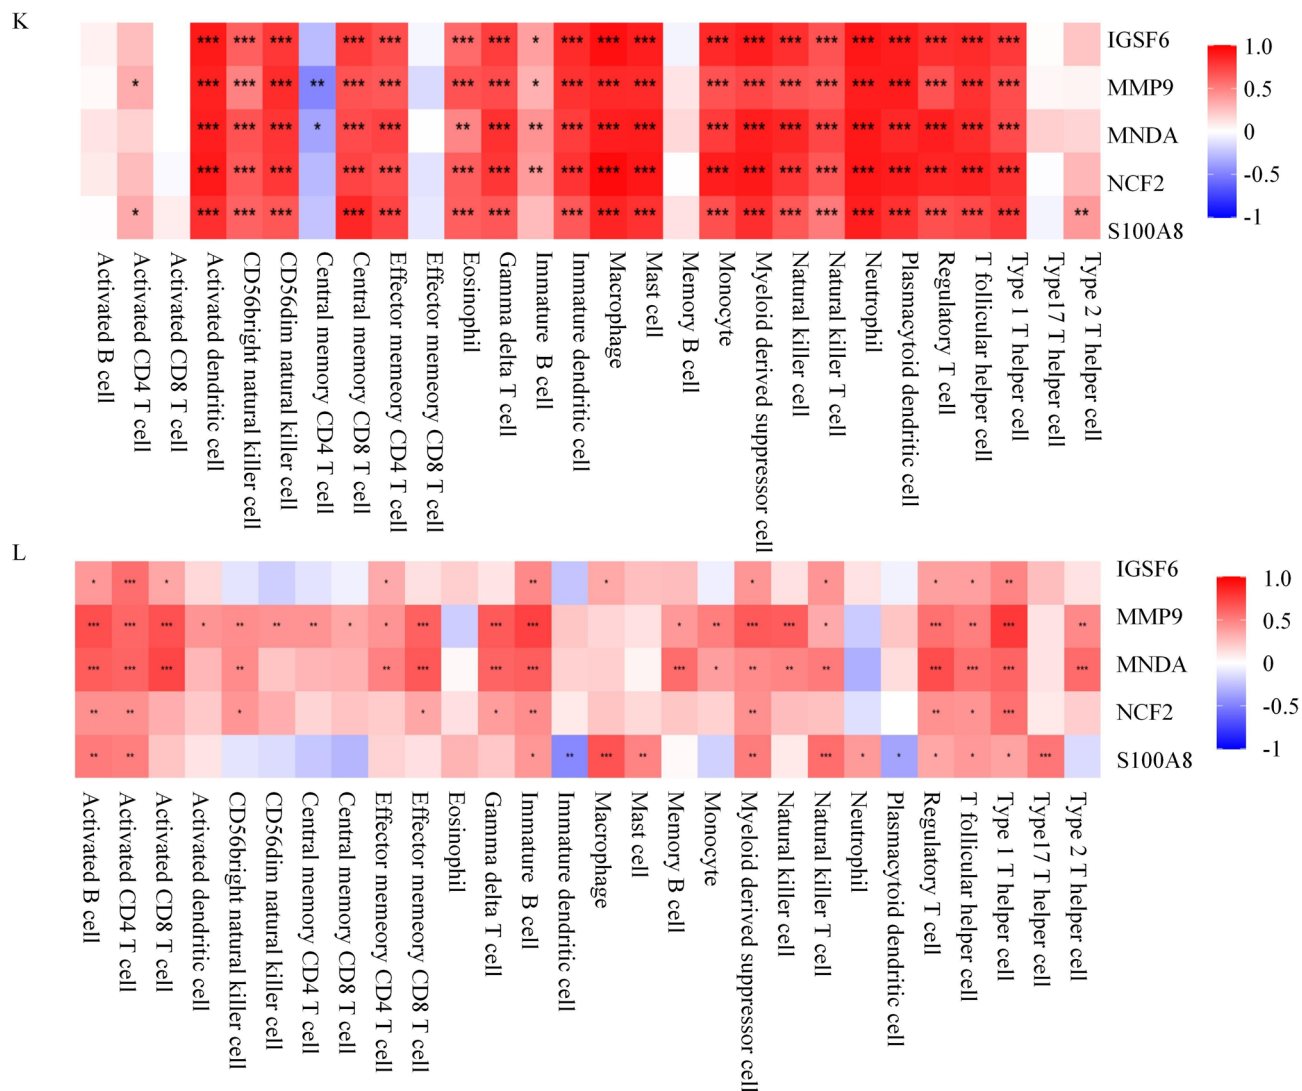 K
*** *** *** *** *** *** *** * *** *** *** *** *** *** *** *** *** *** *** *** IGSF6
* *** *** *** ** *** *** *** *** * *** *** *** *** *** *** *** *** *** *** *** *** MMP9
*** *** *** * *** *** ** *** ** *** *** *** *** *** *** *** *** *** *** *** *** MNDA
*** *** *** *** *** *** *** ** *** *** *** *** *** *** *** *** *** *** *** *** NCF2
* *** *** *** *** *** *** *** *** *** *** *** *** *** *** *** *** *** *** *** ** S100A8
1.0
0.5
0
-0.5
-1
Activated B cell
Activated CD4 T cell
Activated CD8 T cell
Activated dendritic cell
CD56bright natural killer cell
CD56dim natural killer cell
Central memory CD4 T cell
Central memory CD8 T cell
Effector memeory CD4 T cell
Effector memeory CD8 T cell
Eosinophil
Gamma delta T cell
Immature B cell
Immature dendritic cell
Macrophage
Mast cell
Memory B cell
Monocyte
Myeloid derived suppressor cell
Natural killer cell
Natural killer T cell
Neutrophil
Plasmacytoid dendritic cell
Regulatory T cell
T follicular helper cell
Type 1 T helper cell
Type17 T helper cell
Type 2 T helper cell
L
* *** * * ** * * * * * ** IGSF6
*** *** *** * ** ** ** * * *** *** *** * ** *** *** * *** ** *** ** MMP9
*** *** *** ** ** *** *** *** *** * ** ** ** *** *** *** *** MNDA
** ** * * * ** ** ** * *** NCF2
** ** * ** *** ** ** *** * * * * * *** S100A8
1.0
0.5
0
-0.5
-1
Activated B cell
Activated CD4 T cell
Activated CD8 T cell
Activated dendritic cell
CD56bright natural killer cell
CD56dim natural killer cell
Central memory CD4 T cell
Central memory CD8 T cell
Effector memeory CD4 T cell
Effector memeory CD8 T cell
Eosinophil
Gamma delta T cell
Immature B cell
Immature dendritic cell
Macrophage
Mast cell
Memory B cell
Monocyte
Myeloid derived suppressor cell
Natural killer cell
Natural killer T cell
Neutrophil
Plasmacytoid dendritic cell
Regulatory T cell
T follicular helper cell
Type 1 T helper cell
Type17 T helper cell
Type 2 T helper cell